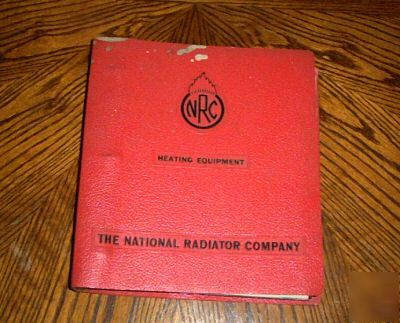 NRC
HEATING EQUIPMENT
THE NATIONAL RADIATOR COMPANY